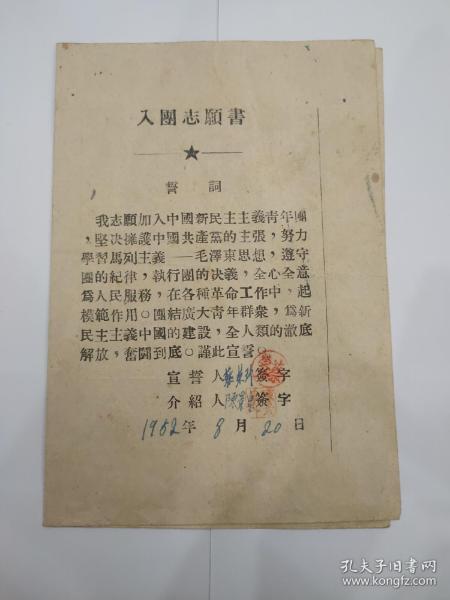 入團志願書
誓詞
我志願加入中國新民主主義青年團
，堅决擁護中國共產黨的主張，努力
學習馬列主義——毛澤東思想，遵守
團的紀律，執行團的决議，全心全意
爲人民服務，在各種革命工作中，起
模範作用。團結廣大青年群衆，爲新
民主主義中國的建設，全人類的澈底
解放，奮鬪到底。謹此宣誓。
宣誓人 簽字
介紹人 簽字
1952年8月20日
孔夫子旧书网
www.kongfz.com